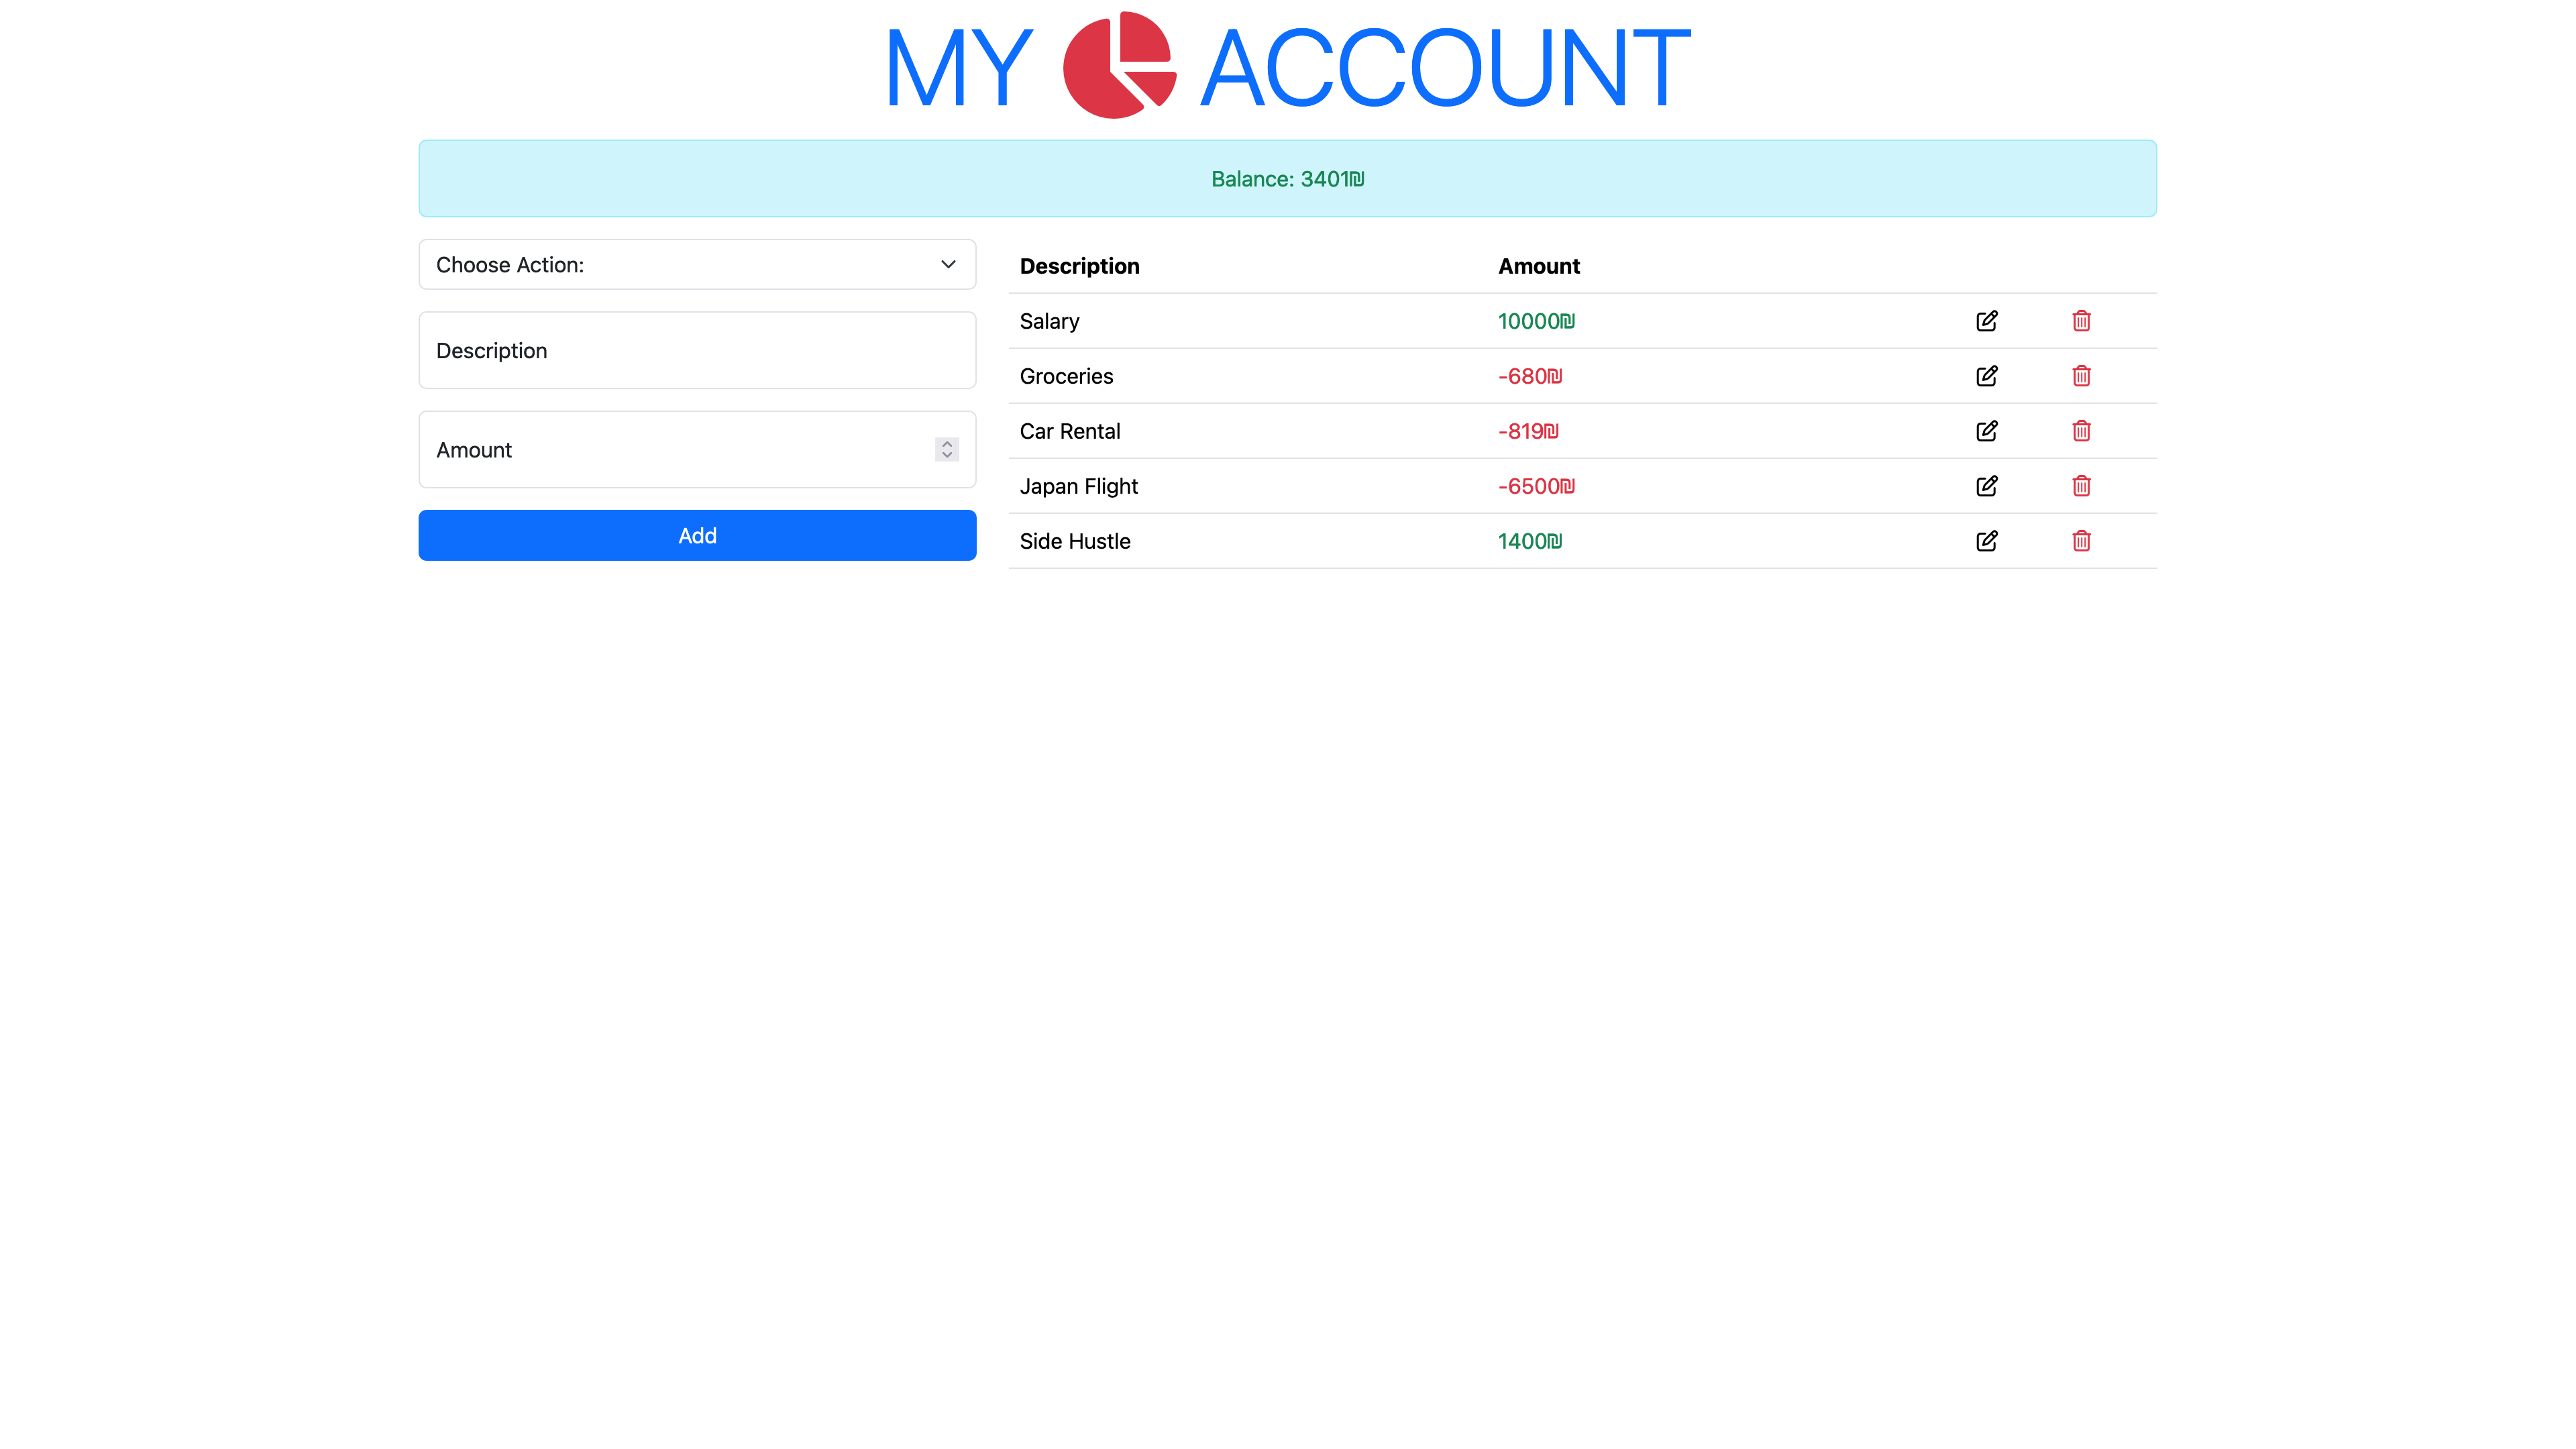 MY ACCOUNT
Balance: 3401₪
Choose Action:
Description
Amount
Add
Description Amount
Salary 10000₪
Groceries -680₪
Car Rental -819₪
Japan Flight -6500₪
Side Hustle 1400₪